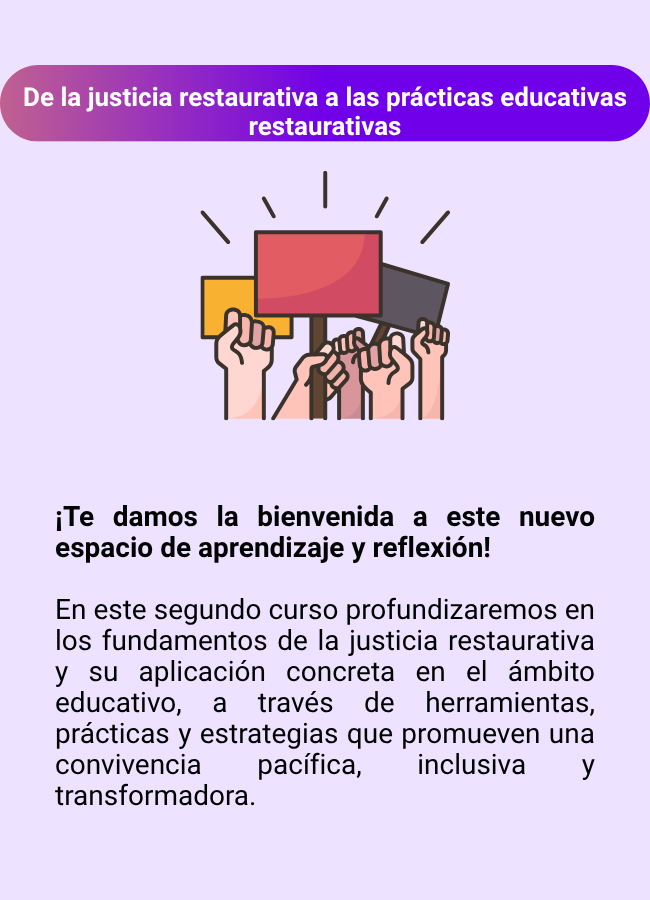 De la justicia restaurativa a las prácticas educativas
restaurativas
¡Te damos la bienvenida a este nuevo
espacio de aprendizaje y reflexión!
En este segundo curso profundizaremos en
los fundamentos de la justicia restaurativa
y su aplicación concreta en el ámbito
educativo, a través de herramientas,
prácticas y estrategias que promueven una
convivencia pacífica, inclusiva y
transformadora.